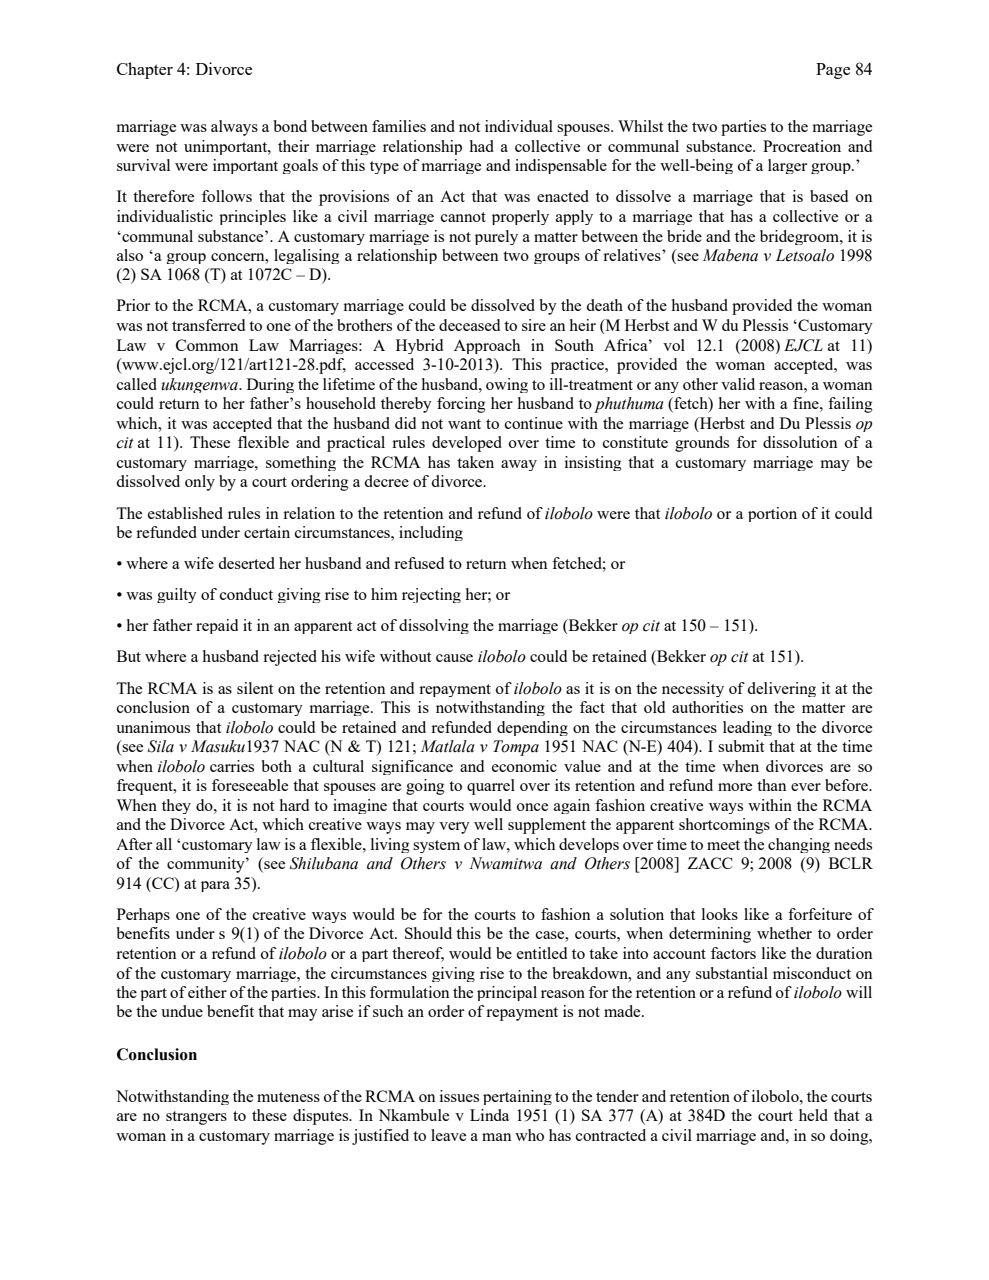 Chapter 4: Divorce Page 84
marriage was always a bond between families and not individual spouses. Whilst the two parties to the marriage
were not unimportant, their marriage relationship had a collective or communal substance. Procreation and
survival were important goals of this type of marriage and indispensable for the well-being of a larger group.’
It therefore follows that the provisions of an Act that was enacted to dissolve a marriage that is based on
individualistic principles like a civil marriage cannot properly apply to a marriage that has a collective or a
‘communal substance’. A customary marriage is not purely a matter between the bride and the bridegroom, it is
also ‘a group concern, legalising a relationship between two groups of relatives’ (see Mabena v Letsoalo 1998
(2) SA 1068 (T) at 1072C – D).
Prior to the RCMA, a customary marriage could be dissolved by the death of the husband provided the woman
was not transferred to one of the brothers of the deceased to sire an heir (M Herbst and W du Plessis ‘Customary
Law v Common Law Marriages: A Hybrid Approach in South Africa’ vol 12.1 (2008) EJCL at 11)
(www.ejcl.org/121/art121-28.pdf, accessed 3-10-2013). This practice, provided the woman accepted, was
called ukungenwa. During the lifetime of the husband, owing to ill-treatment or any other valid reason, a woman
could return to her father’s household thereby forcing her husband to phuthuma (fetch) her with a fine, failing
which, it was accepted that the husband did not want to continue with the marriage (Herbst and Du Plessis op
cit at 11). These flexible and practical rules developed over time to constitute grounds for dissolution of a
customary marriage, something the RCMA has taken away in insisting that a customary marriage may be
dissolved only by a court ordering a decree of divorce.
The established rules in relation to the retention and refund of ilobolo were that ilobolo or a portion of it could
be refunded under certain circumstances, including
• where a wife deserted her husband and refused to return when fetched; or
• was guilty of conduct giving rise to him rejecting her; or
• her father repaid it in an apparent act of dissolving the marriage (Bekker op cit at 150 – 151).
But where a husband rejected his wife without cause ilobolo could be retained (Bekker op cit at 151).
The RCMA is as silent on the retention and repayment of ilobolo as it is on the necessity of delivering it at the
conclusion of a customary marriage. This is notwithstanding the fact that old authorities on the matter are
unanimous that ilobolo could be retained and refunded depending on the circumstances leading to the divorce
(see Sila v Masuku1937 NAC (N & T) 121; Matlala v Tompa 1951 NAC (N-E) 404). I submit that at the time
when ilobolo carries both a cultural significance and economic value and at the time when divorces are so
frequent, it is foreseeable that spouses are going to quarrel over its retention and refund more than ever before.
When they do, it is not hard to imagine that courts would once again fashion creative ways within the RCMA
and the Divorce Act, which creative ways may very well supplement the apparent shortcomings of the RCMA.
After all ‘customary law is a flexible, living system of law, which develops over time to meet the changing needs
of the community’ (see Shilubana and Others v Nwamitwa and Others [2008] ZACC 9; 2008 (9) BCLR
914 (CC) at para 35).
Perhaps one of the creative ways would be for the courts to fashion a solution that looks like a forfeiture of
benefits under s 9(1) of the Divorce Act. Should this be the case, courts, when determining whether to order
retention or a refund of ilobolo or a part thereof, would be entitled to take into account factors like the duration
of the customary marriage, the circumstances giving rise to the breakdown, and any substantial misconduct on
the part of either of the parties. In this formulation the principal reason for the retention or a refund of ilobolo will
be the undue benefit that may arise if such an order of repayment is not made.
Conclusion
Notwithstanding the muteness of the RCMA on issues pertaining to the tender and retention of ilobolo, the courts
are no strangers to these disputes. In Nkambule v Linda 1951 (1) SA 377 (A) at 384D the court held that a
woman in a customary marriage is justified to leave a man who has contracted a civil marriage and, in so doing,